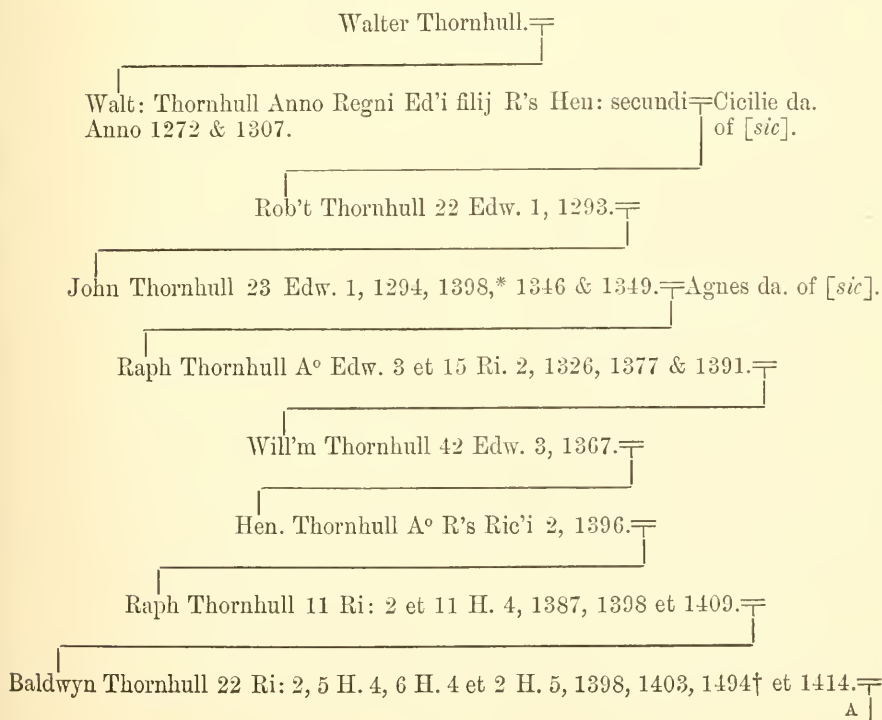 Walter Thornhull.
Walt: Thornhull Anno Regni Ed'i filij R's Hen: secundi=Cicilie da.
Anno 1272 & 1307. of [sic].
Rob't Thornhull 22 Edw. 1, 1293.
John Thornhull 23 Edw. 1, 1294, 1398,* 1346 & 1349.=Agnes da. of [sic].
Raph Thornhull Aº Edw. 3 et 15 Ri. 2, 1326, 1377 & 1391.
Will'm Thornhull 42 Edw. 3, 1367.
Hen. Thornhull Aº R's Ric'i 2, 1396.
Raph Thornhull 11 Ri: 2 et 11 H. 4, 1387, 1398 et 1409.
Baldwyn Thornhull 22 Ri: 2, 5 H. 4, 6 H. 4 et 2 H. 5, 1398, 1403, 1494† et 1414.
A